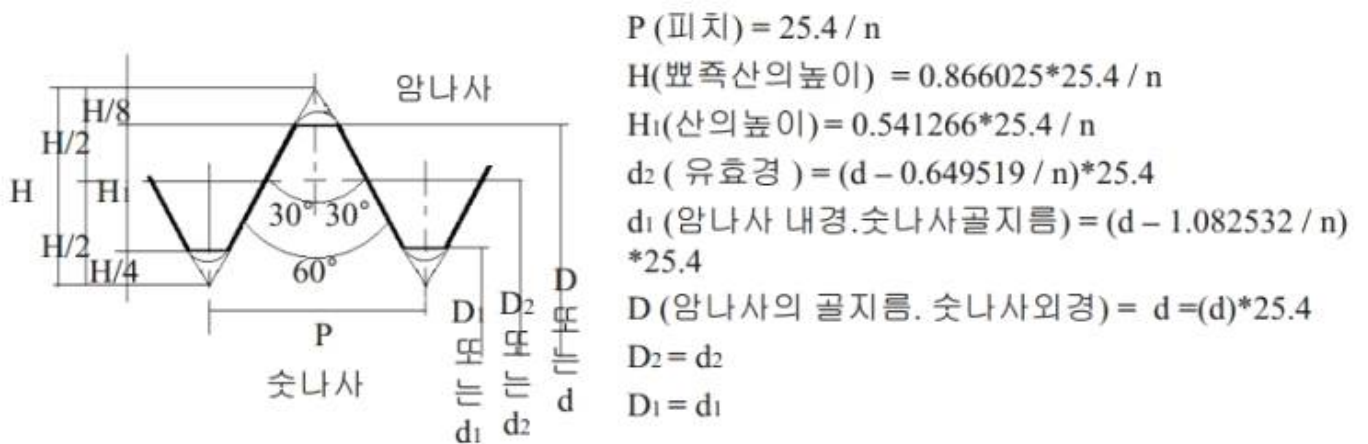 암나사
H/8
H/2
H
H1
30° 30°
H/2
H/4
60°
P
숫나사
D1 또는 d1
D2 또는 d2
D 또는 d
P (피치) = 25.4 / n
H(뾰족산의높이) = 0.866025*25.4 / n
H1(산의높이) = 0.541266*25.4 / n
d2 ( 유효경 ) = (d – 0.649519 / n)*25.4
d1 (암나사 내경.숫나사골지름) = (d – 1.082532 / n)
*25.4
D (암나사의 골지름. 숫나사외경) = d =(d)*25.4
D2 = d2
D1 = d1